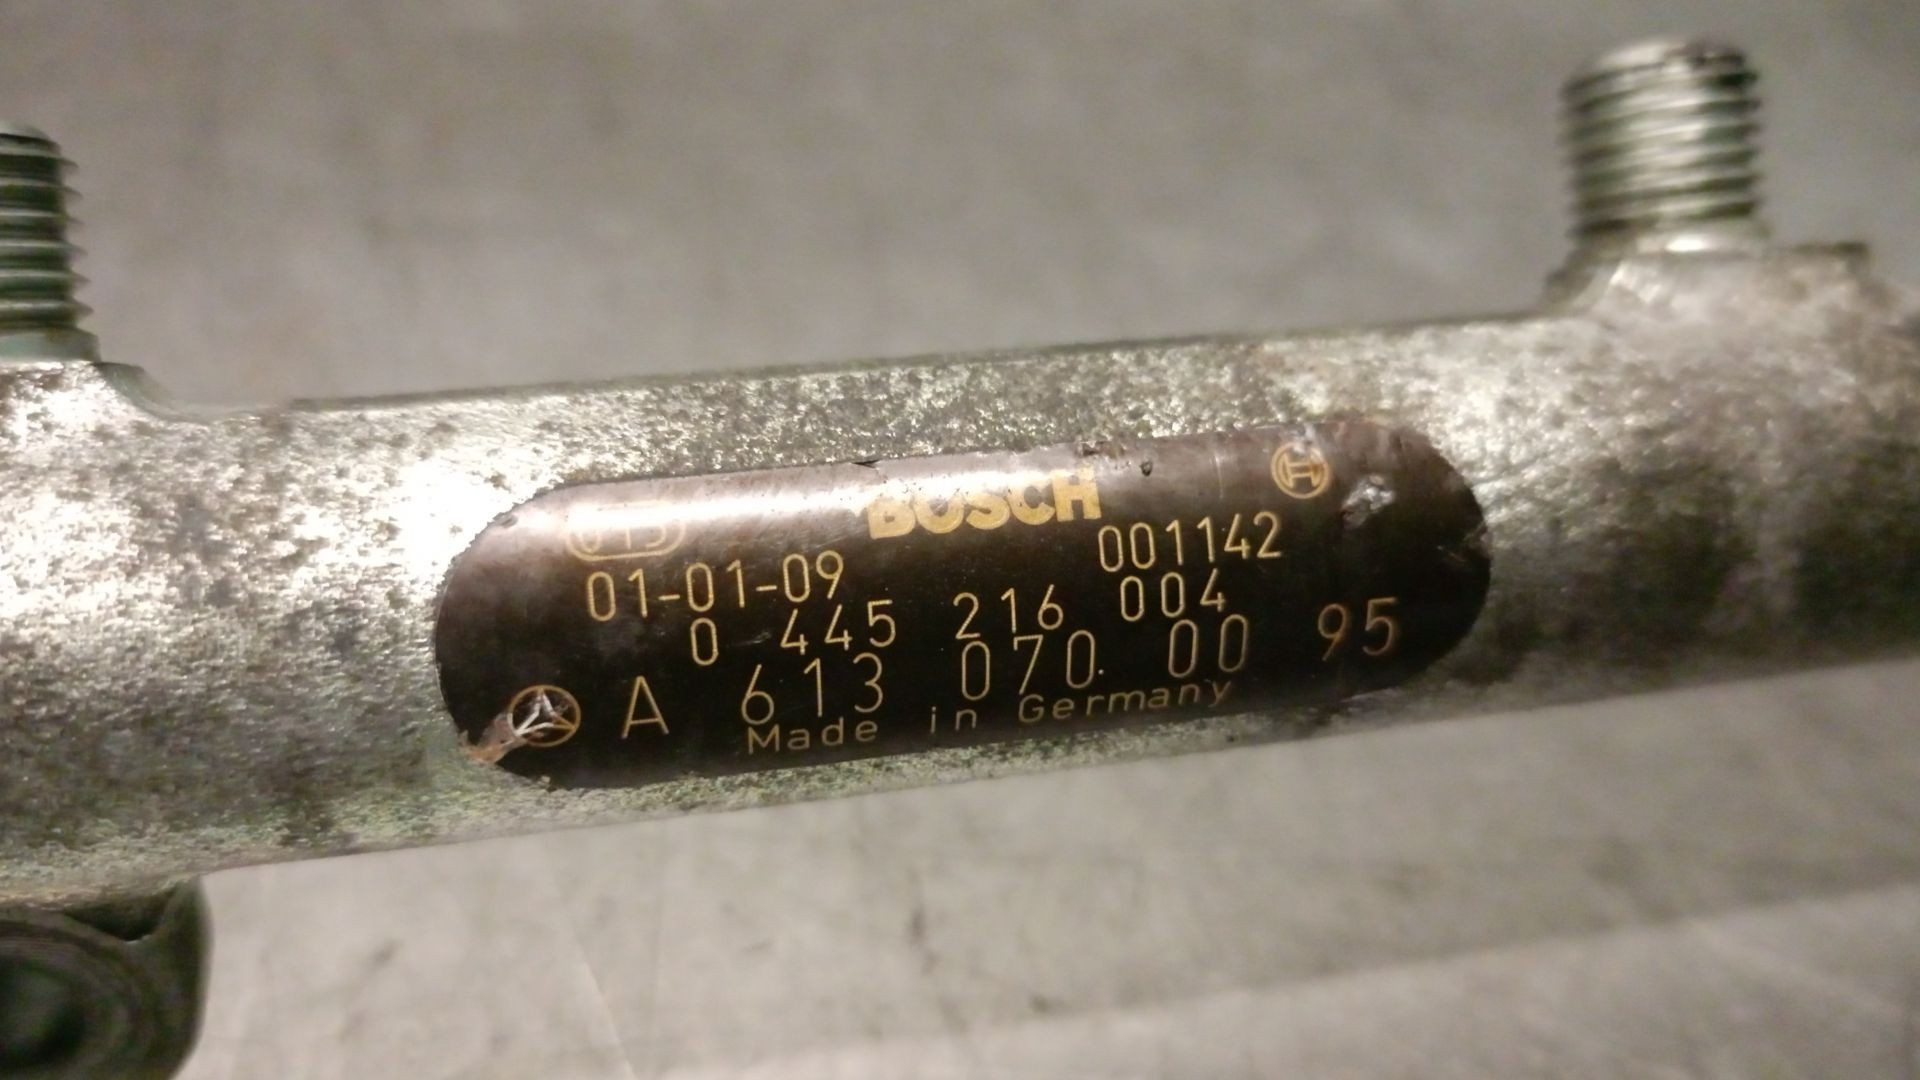 BOSCH
01-01-09 001142
0 445 216 004
A 613 070 00 95
Made in Germany